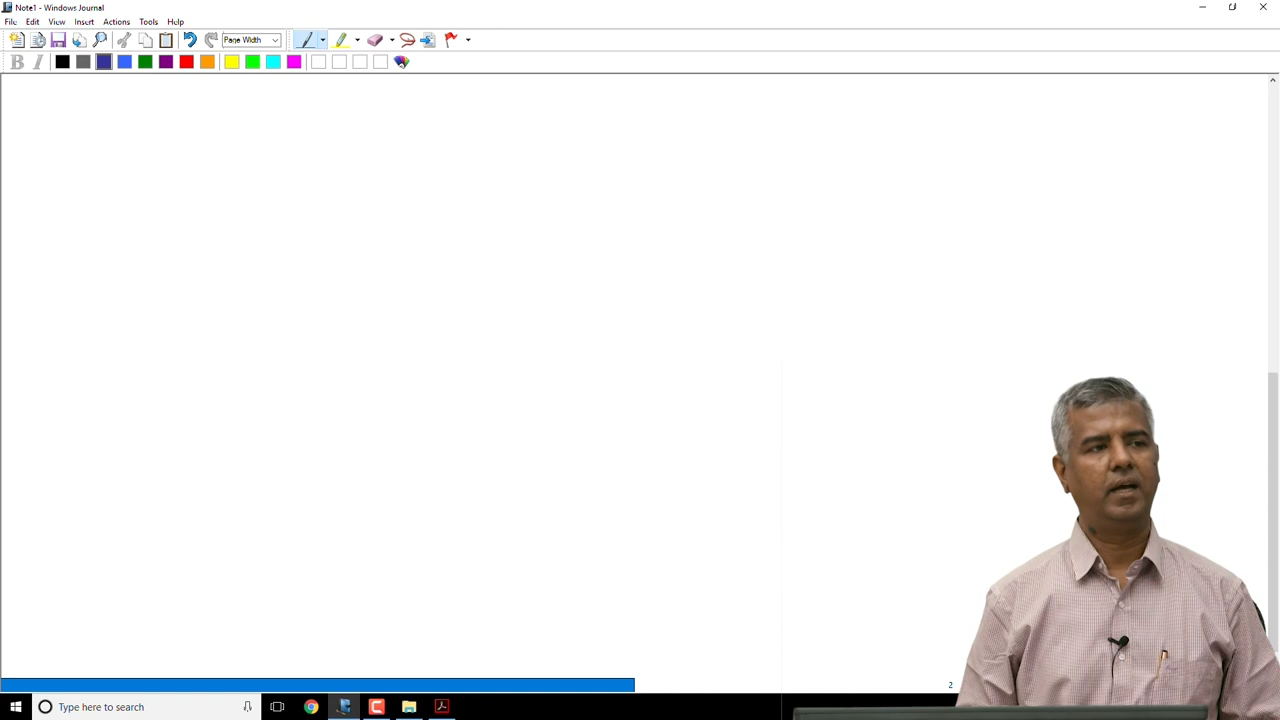 Note1 - Windows Journal
File Edit View Insert Actions Tools Help
Page Width
B I
2
Type here to search